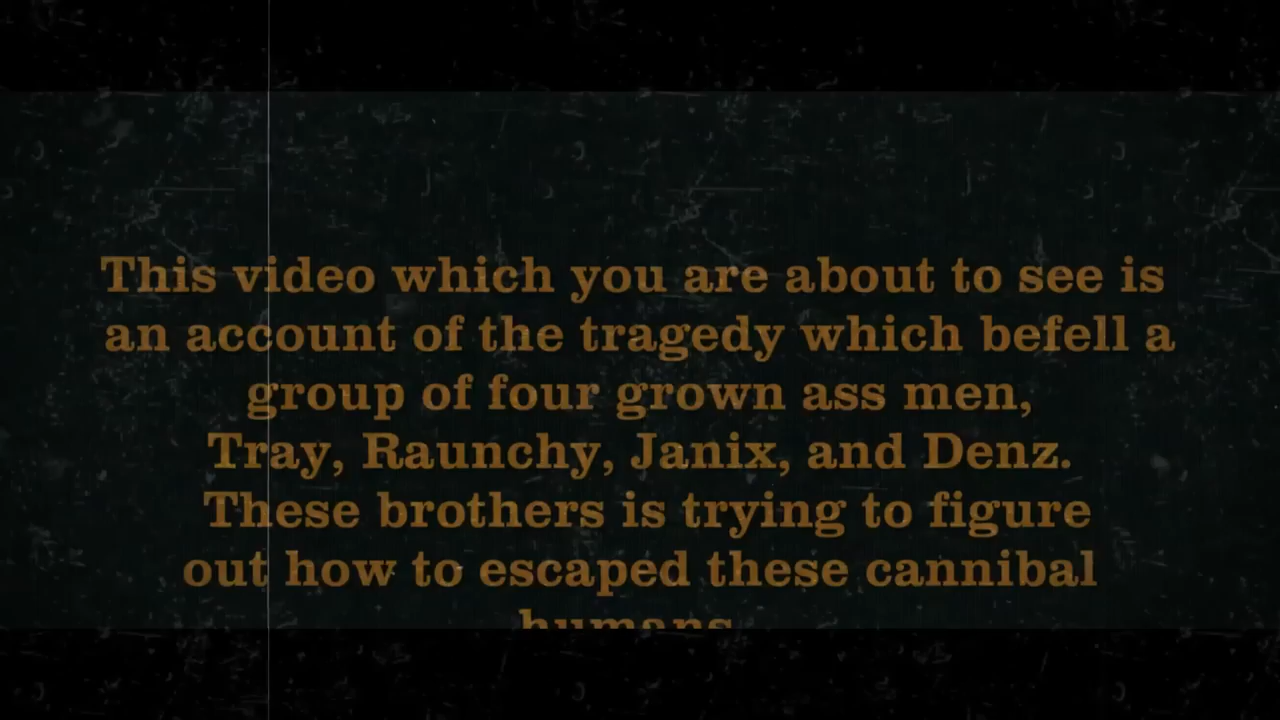 This video which you are about to see is
an account of the tragedy which befell a
group of four grown ass men,
Tray, Raunchy, Janix, and Denz.
These brothers is trying to figure
out how to escaped these cannibal
humans